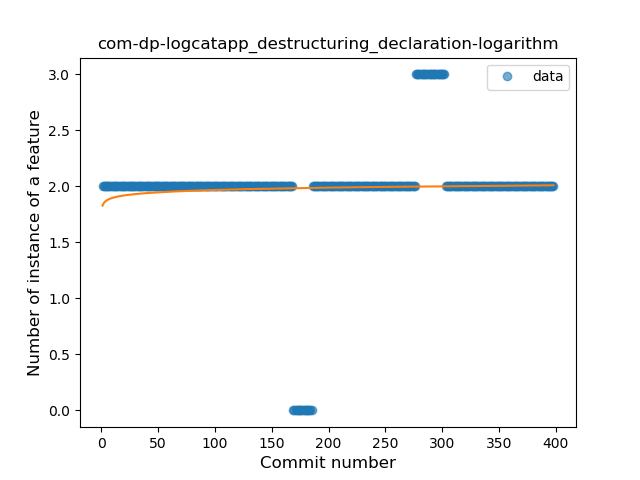 com-dp-logcatapp_destructuring_declaration-logarithm
data
3.0
2.5
2.0
1.5
1.0
0.5
0.0
Number of instance of a feature
0 50 100 150 200 250 300 350 400
Commit number